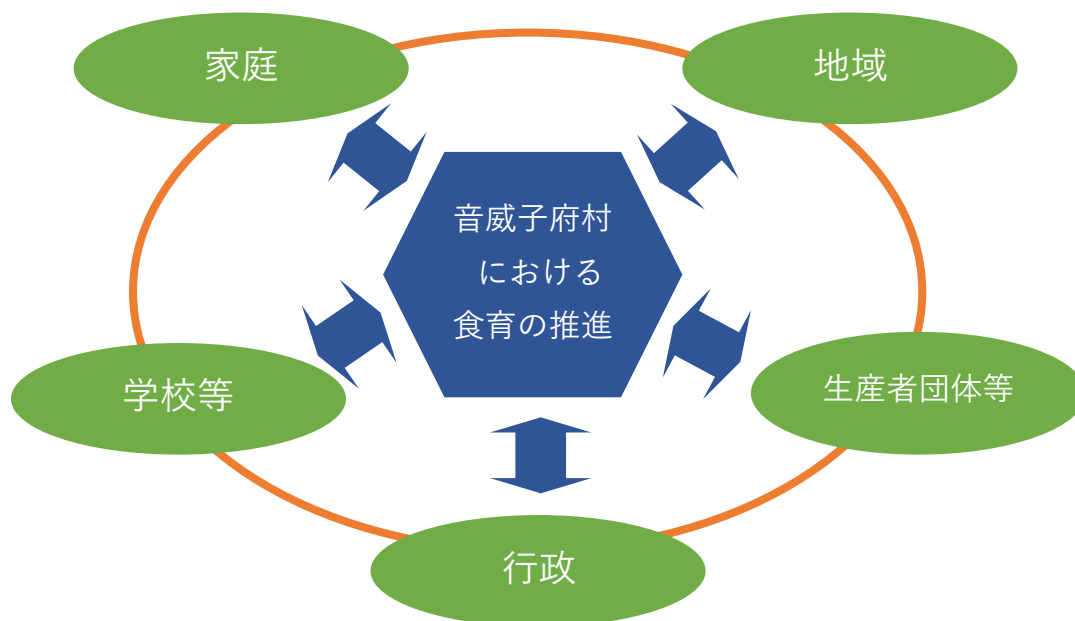 家庭
地域
音威子府村
における
食育の推進
学校等
生産者団体等
行政